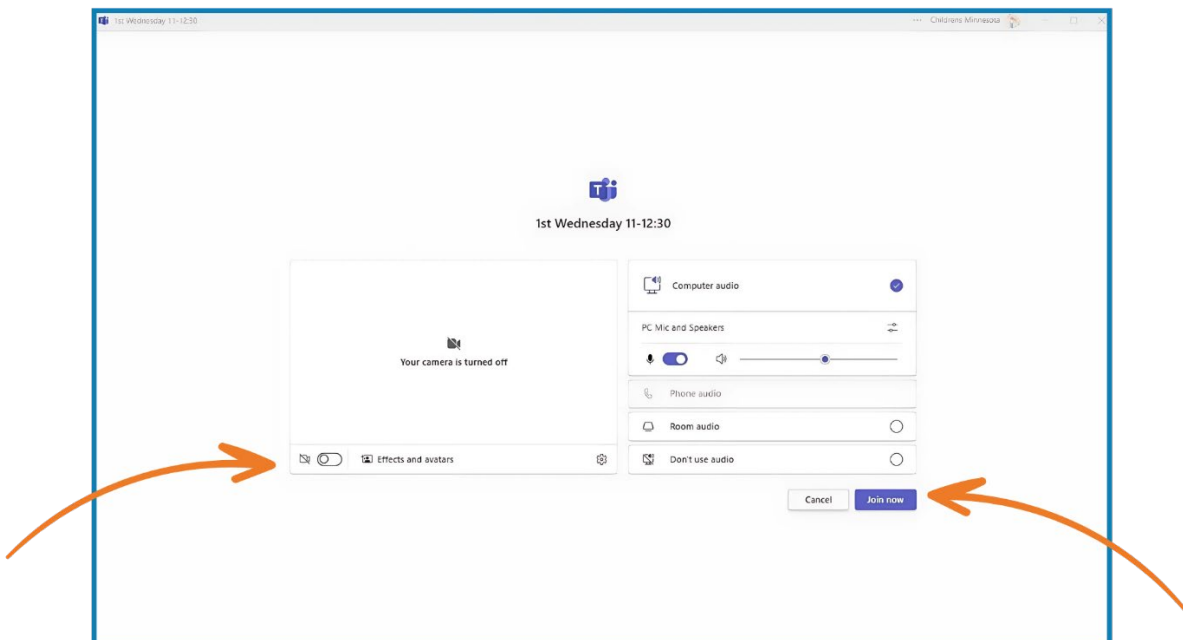 1st Wednesday 11-12:30
Childrens Minnesota
1st Wednesday 11-12:30
Your camera is turned off
Effects and avatars
Computer audio
PC Mic and Speakers
Phone audio
Room audio
Don't use audio
Cancel
Join now